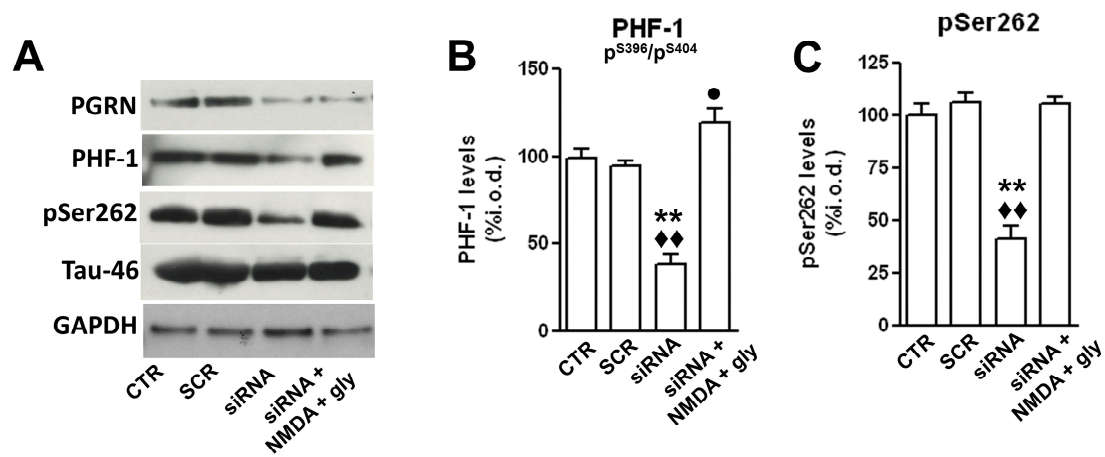 A
PGRN
PHF-1
pSer262
Tau-46
GAPDH
CTR
SCR
siRNA
siRNA +
NMDA + gly
B
PHF-1
pS396/pS404
PHF-1 levels
(%i.o.d.)
150
100
50
0
**
♦♦
●
CTR
SCR
siRNA
siRNA +
NMDA + gly
C
pSer262
pSer262 levels
(%i.o.d.)
125
100
75
50
25
0
**
♦♦
CTR
SCR
siRNA
siRNA +
NMDA + gly